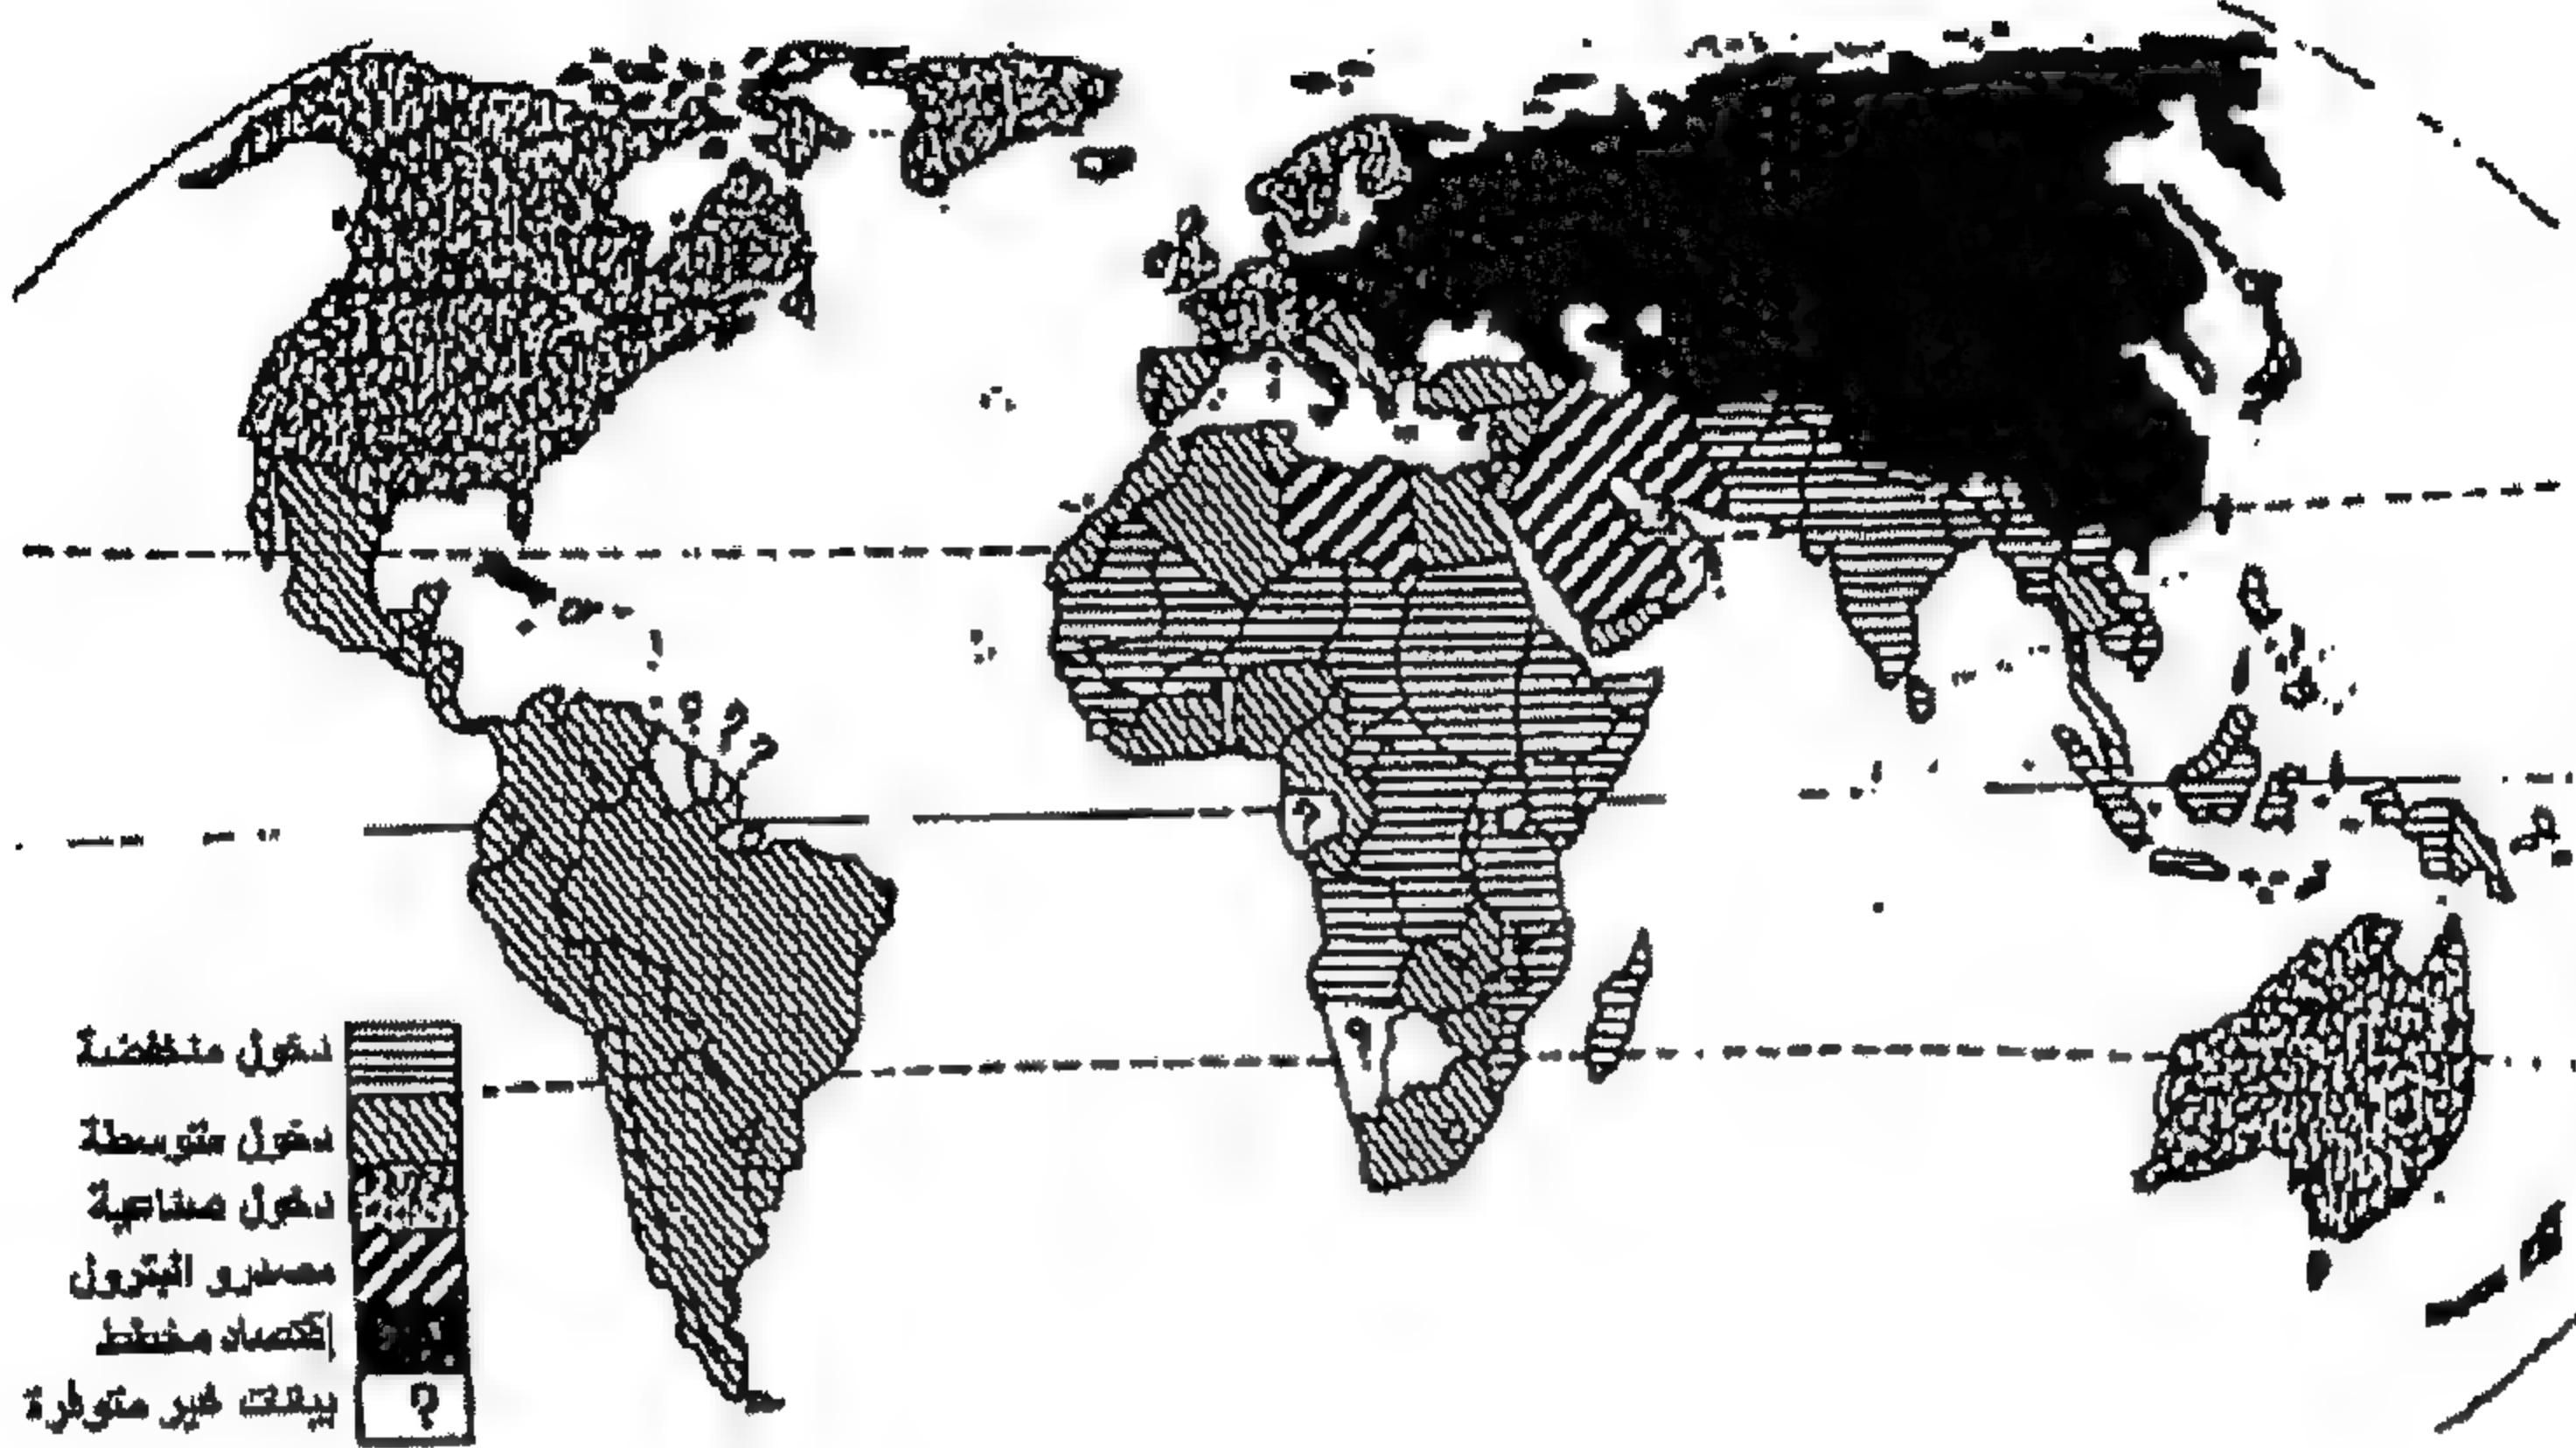 دخول منخفضة
دخول متوسطة
دخول صناعية
مصدرو البترول
إقتصاد مخطط
بيانات غير متوفرة
?
?
?
?
?
?